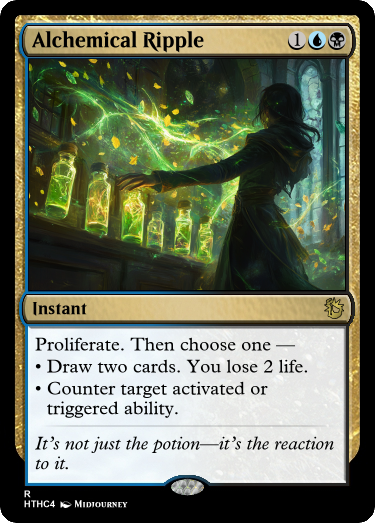 Alchemical Ripple 1
Instant
Proliferate. Then choose one —
• Draw two cards. You lose 2 life.
• Counter target activated or
triggered ability.
It's not just the potion—it's the reaction
to it.
R
HTHC4 Midjourney